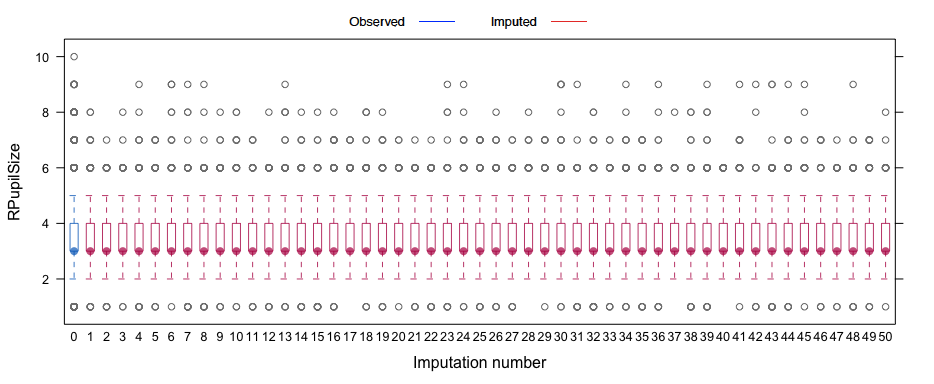 Observed Imputed
10
8
6
4
2
RPupilSize
0 1 2 3 4 5 6 7 8 9 10 11 12 13 14 15 16 17 18 19 20 21 22 23 24 25 26 27 28 29 30 31 32 33 34 35 36 37 38 39 40 41 42 43 44 45 46 47 48 49 50
Imputation number